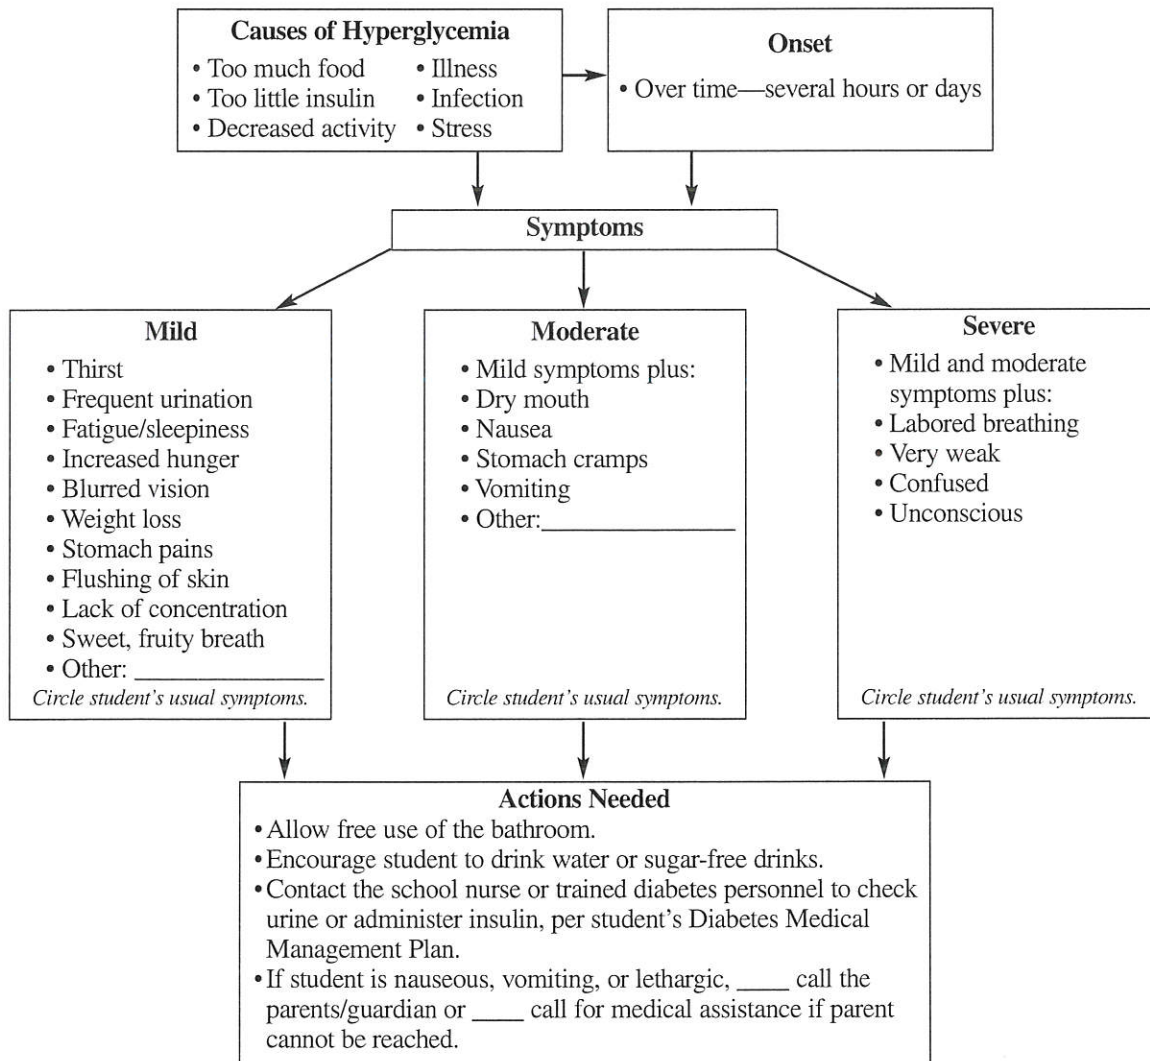 Causes of Hyperglycemia
• Too much food • Illness
• Too little insulin • Infection
• Decreased activity • Stress
Onset
• Over time—several hours or days
Symptoms
Mild
• Thirst
• Frequent urination
• Fatigue/sleepiness
• Increased hunger
• Blurred vision
• Weight loss
• Stomach pains
• Flushing of skin
• Lack of concentration
• Sweet, fruity breath
• Other: __________________
Circle student's usual symptoms.
Moderate
• Mild symptoms plus:
• Dry mouth
• Nausea
• Stomach cramps
• Vomiting
• Other:__________________
Circle student's usual symptoms.
Severe
• Mild and moderate
symptoms plus:
• Labored breathing
• Very weak
• Confused
• Unconscious
Circle student's usual symptoms.
Actions Needed
• Allow free use of the bathroom.
• Encourage student to drink water or sugar-free drinks.
• Contact the school nurse or trained diabetes personnel to check
urine or administer insulin, per student's Diabetes Medical
Management Plan.
• If student is nauseous, vomiting, or lethargic, ____ call the
parents/guardian or ____ call for medical assistance if parent
cannot be reached.